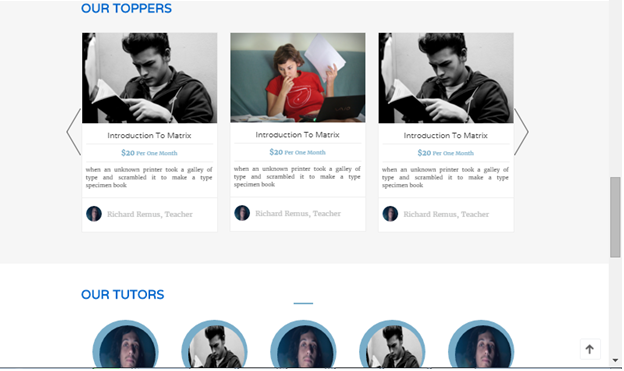 OUR TOPPERS
Introduction To Matrix
$20 Per One Month
when an unknown printer took a galley of
type and scrambled it to make a type
specimen book
Richard Remus, Teacher
Introduction To Matrix
$20 Per One Month
when an unknown printer took a galley of
type and scrambled it to make a type
specimen book
Richard Remus, Teacher
Introduction To Matrix
$20 Per One Month
when an unknown printer took a galley of
type and scrambled it to make a type
specimen book
Richard Remus, Teacher
OUR TUTORS